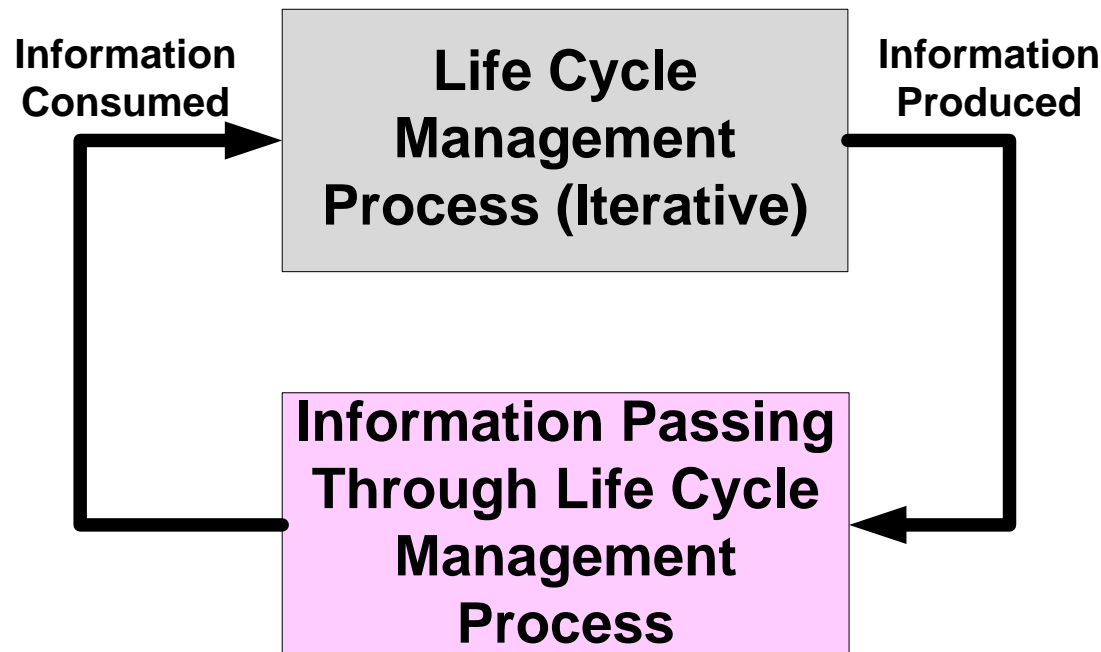 Information
Consumed
Life Cycle
Management
Process (Iterative)
Information
Produced
Information Passing
Through Life Cycle
Management
Process